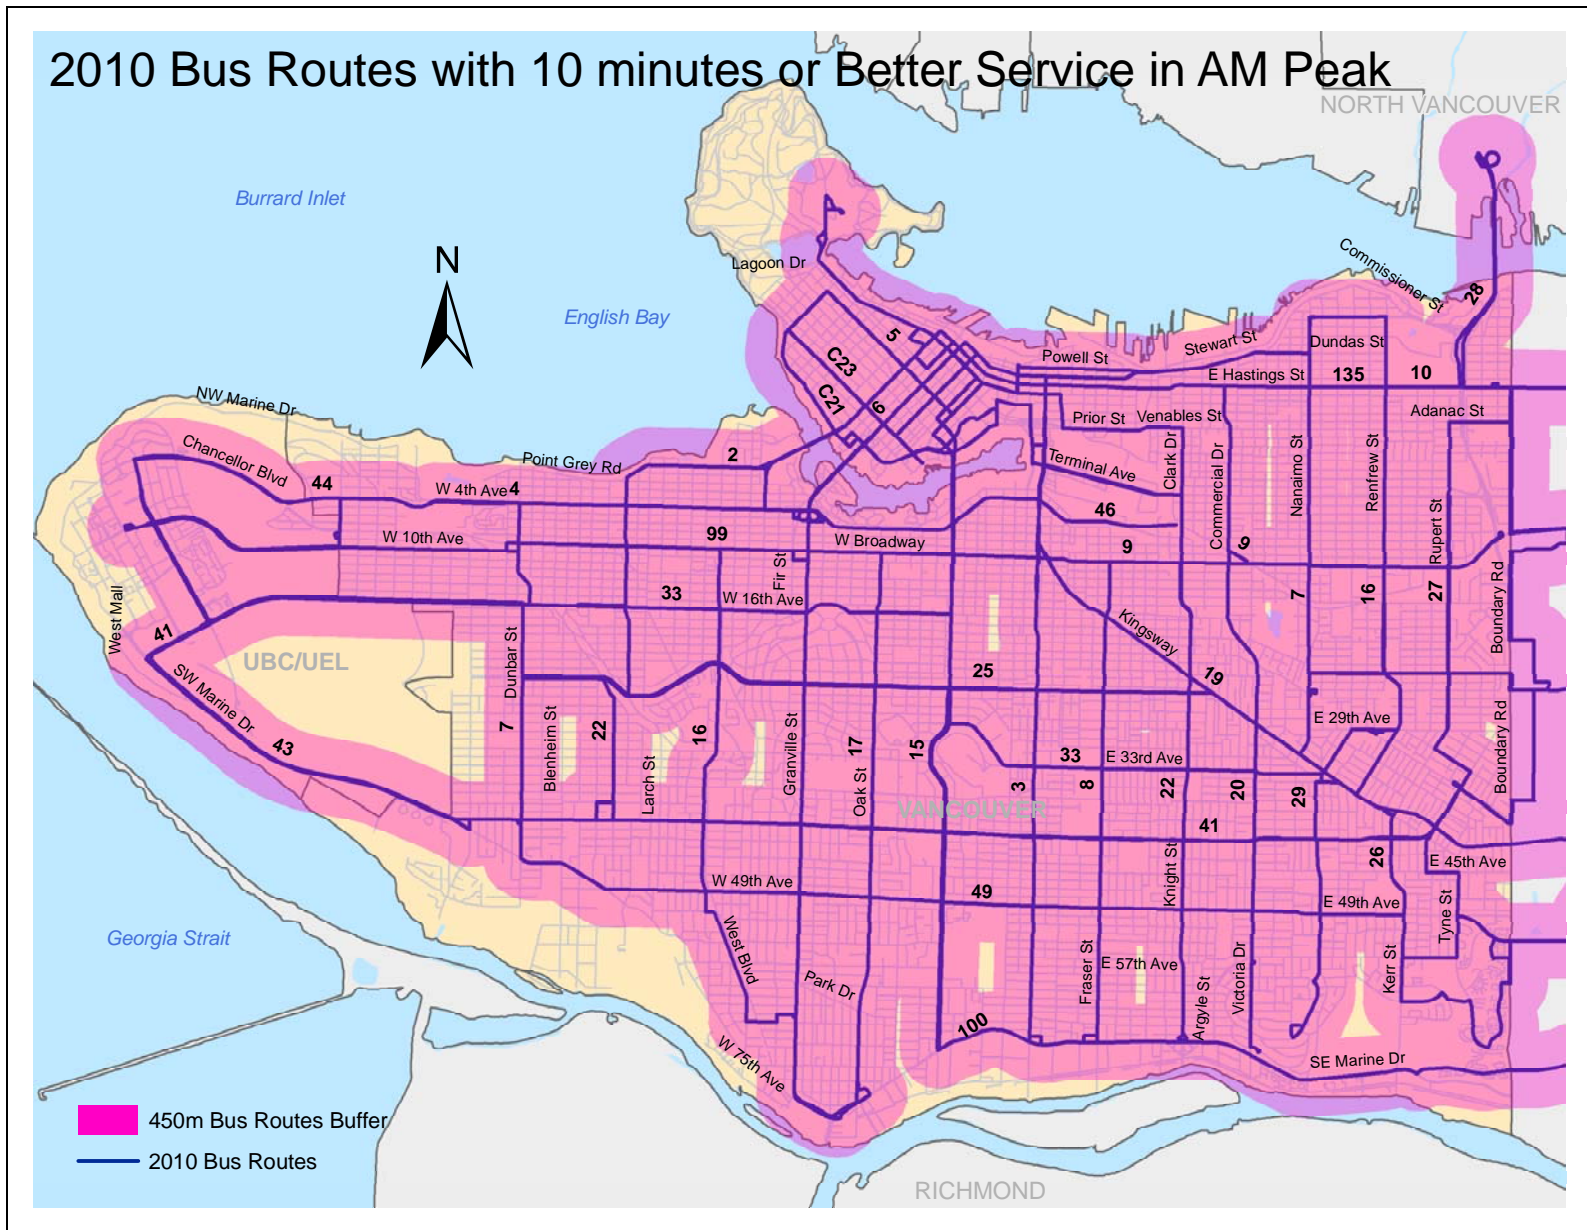 2010 Bus Routes with 10 minutes or Better Service in AM Peak
NORTH VANCOUVER
Burrard Inlet
N
English Bay
Lagoon Dr
Commissioner St
28
5
C23
C21
6
Powell St
Stewart St
Dundas St
E Hastings St
135
10
NW Marine Dr
Chancellor Blvd
44
Point Grey Rd
2
W 4th Ave
4
Prior St
Venables St
Adanac St
Terminal Ave
Clark Dr
Commercial Dr
Nanaimo St
Renfrew St
Rupert St
46
W 10th Ave
99
W Broadway
9
9
Fir St
33
W 16th Ave
7
16
27
Boundary Rd
West Mall
41
UBC/UEL
Kingsway
19
25
SW Marine Dr
43
Dunbar St
7
Blenheim St
22
Larch St
16
Granville St
17
Oak St
15
E 29th Ave
33
E 33rd Ave
Boundary Rd
3
8
22
20
29
VANCOUVER
41
26
E 45th Ave
W 49th Ave
49
Knight St
E 49th Ave
Tyne St
Georgia Strait
West Blvd
Park Dr
Fraser St
E 57th Ave
Argyle St
Victoria Dr
Kerr St
100
W 75th Ave
SE Marine Dr
450m Bus Routes Buffer
2010 Bus Routes
RICHMOND